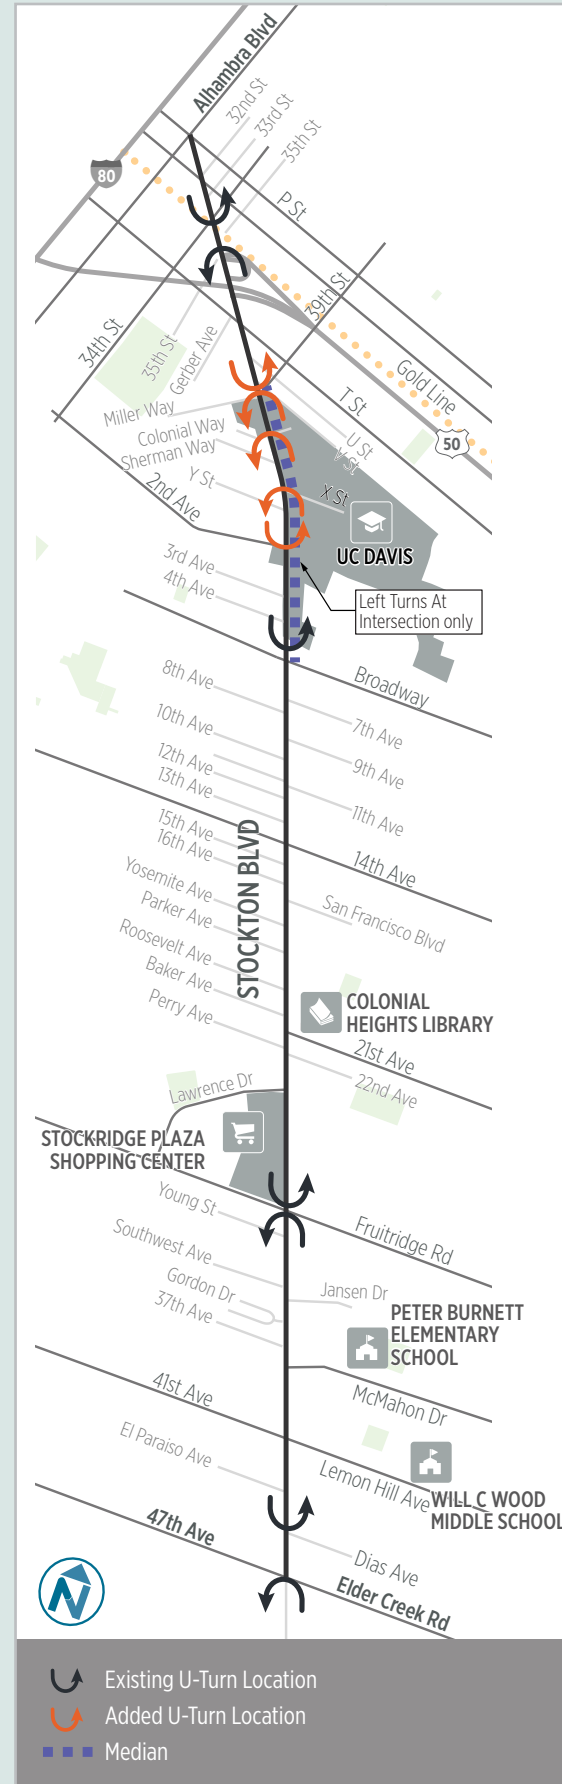 Alhambra Blvd
32nd St
33rd St
35th St
80
P St
39th St
34th St
35th St
Gerber Ave
Gold Line
T St
50
Miller Way
Colonial Way
Sherman Way
U St
V St
Y St
X St
2nd Ave
UC DAVIS
3rd Ave
4th Ave
Left Turns At
Intersection only
Broadway
8th Ave
7th Ave
10th Ave
9th Ave
12th Ave
13th Ave
11th Ave
15th Ave
16th Ave
14th Ave
STOCKTON BLVD
Yosemite Ave
Parker Ave
San Francisco Blvd
Roosevelt Ave
Baker Ave
Perry Ave
COLONIAL
HEIGHTS LIBRARY
21st Ave
22nd Ave
Lawrence Dr
STOCKRIDGE PLAZA
SHOPPING CENTER
Young St
Fruitridge Rd
Southwest Ave
Gordon Dr
37th Ave
Jansen Dr
PETER BURNETT
ELEMENTARY
SCHOOL
41st Ave
McMahon Dr
El Paraiso Ave
Lemon Hill Ave
WILL C WOOD
MIDDLE SCHOOL
47th Ave
Dias Ave
Elder Creek Rd
N
Existing U-Turn Location
Added U-Turn Location
Median